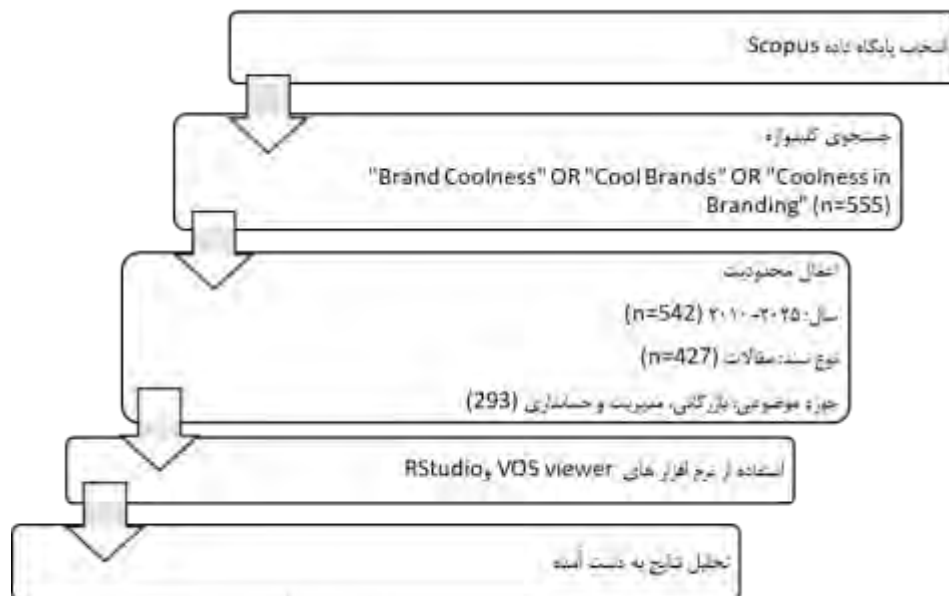 انتخاب پایگاه داده Scopus
جستجوی کلیدواژه
"Brand Coolness" OR "Cool Brands" OR "Coolness in
Branding" (n=555)
اعمال محدودیت
سال: ۲۰۲۵-۲۰۱۰ (n=542)
نوع سند: مقالات (n=427)
حوزه موضوعی: بازرگانی، مدیریت و حسابداری (293)
استفاده از نرم افزار های VOS viewer وRStudio
تحلیل نتایج به دست آمده